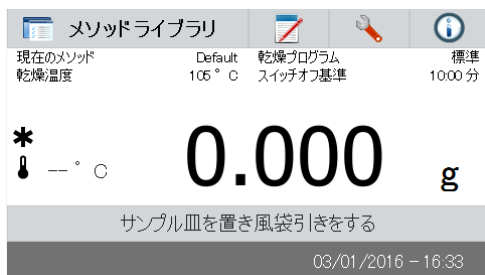 メソッドライブラリ
現在のメソッド Default 乾燥プログラム 標準
乾燥温度 105°C スイッチオフ基準 10:00 分
--°C 0.000 g
サンプル皿を置き風袋引きをする
03/01/2016 - 16:33